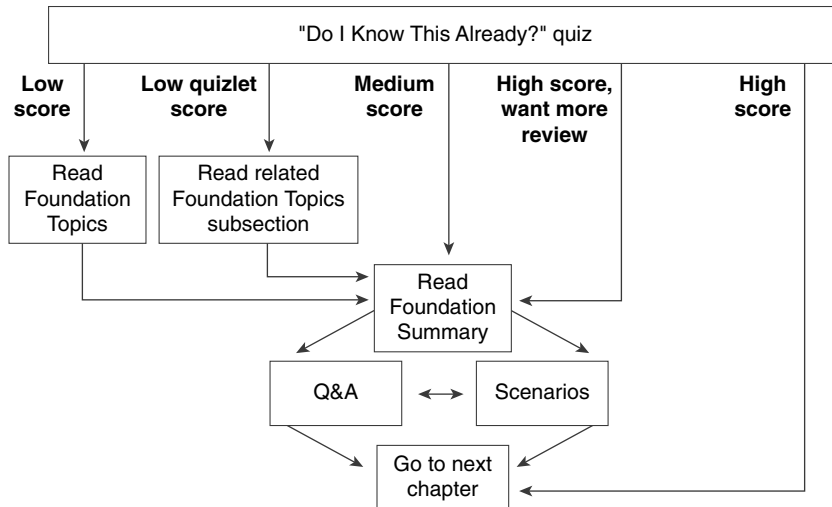 "Do I Know This Already?" quiz
Low
score
Low quizlet
score
Medium
score
High score,
want more
review
High
score
Read
Foundation
Topics
Read related
Foundation Topics
subsection
Read
Foundation
Summary
Q&A
Scenarios
Go to next
chapter